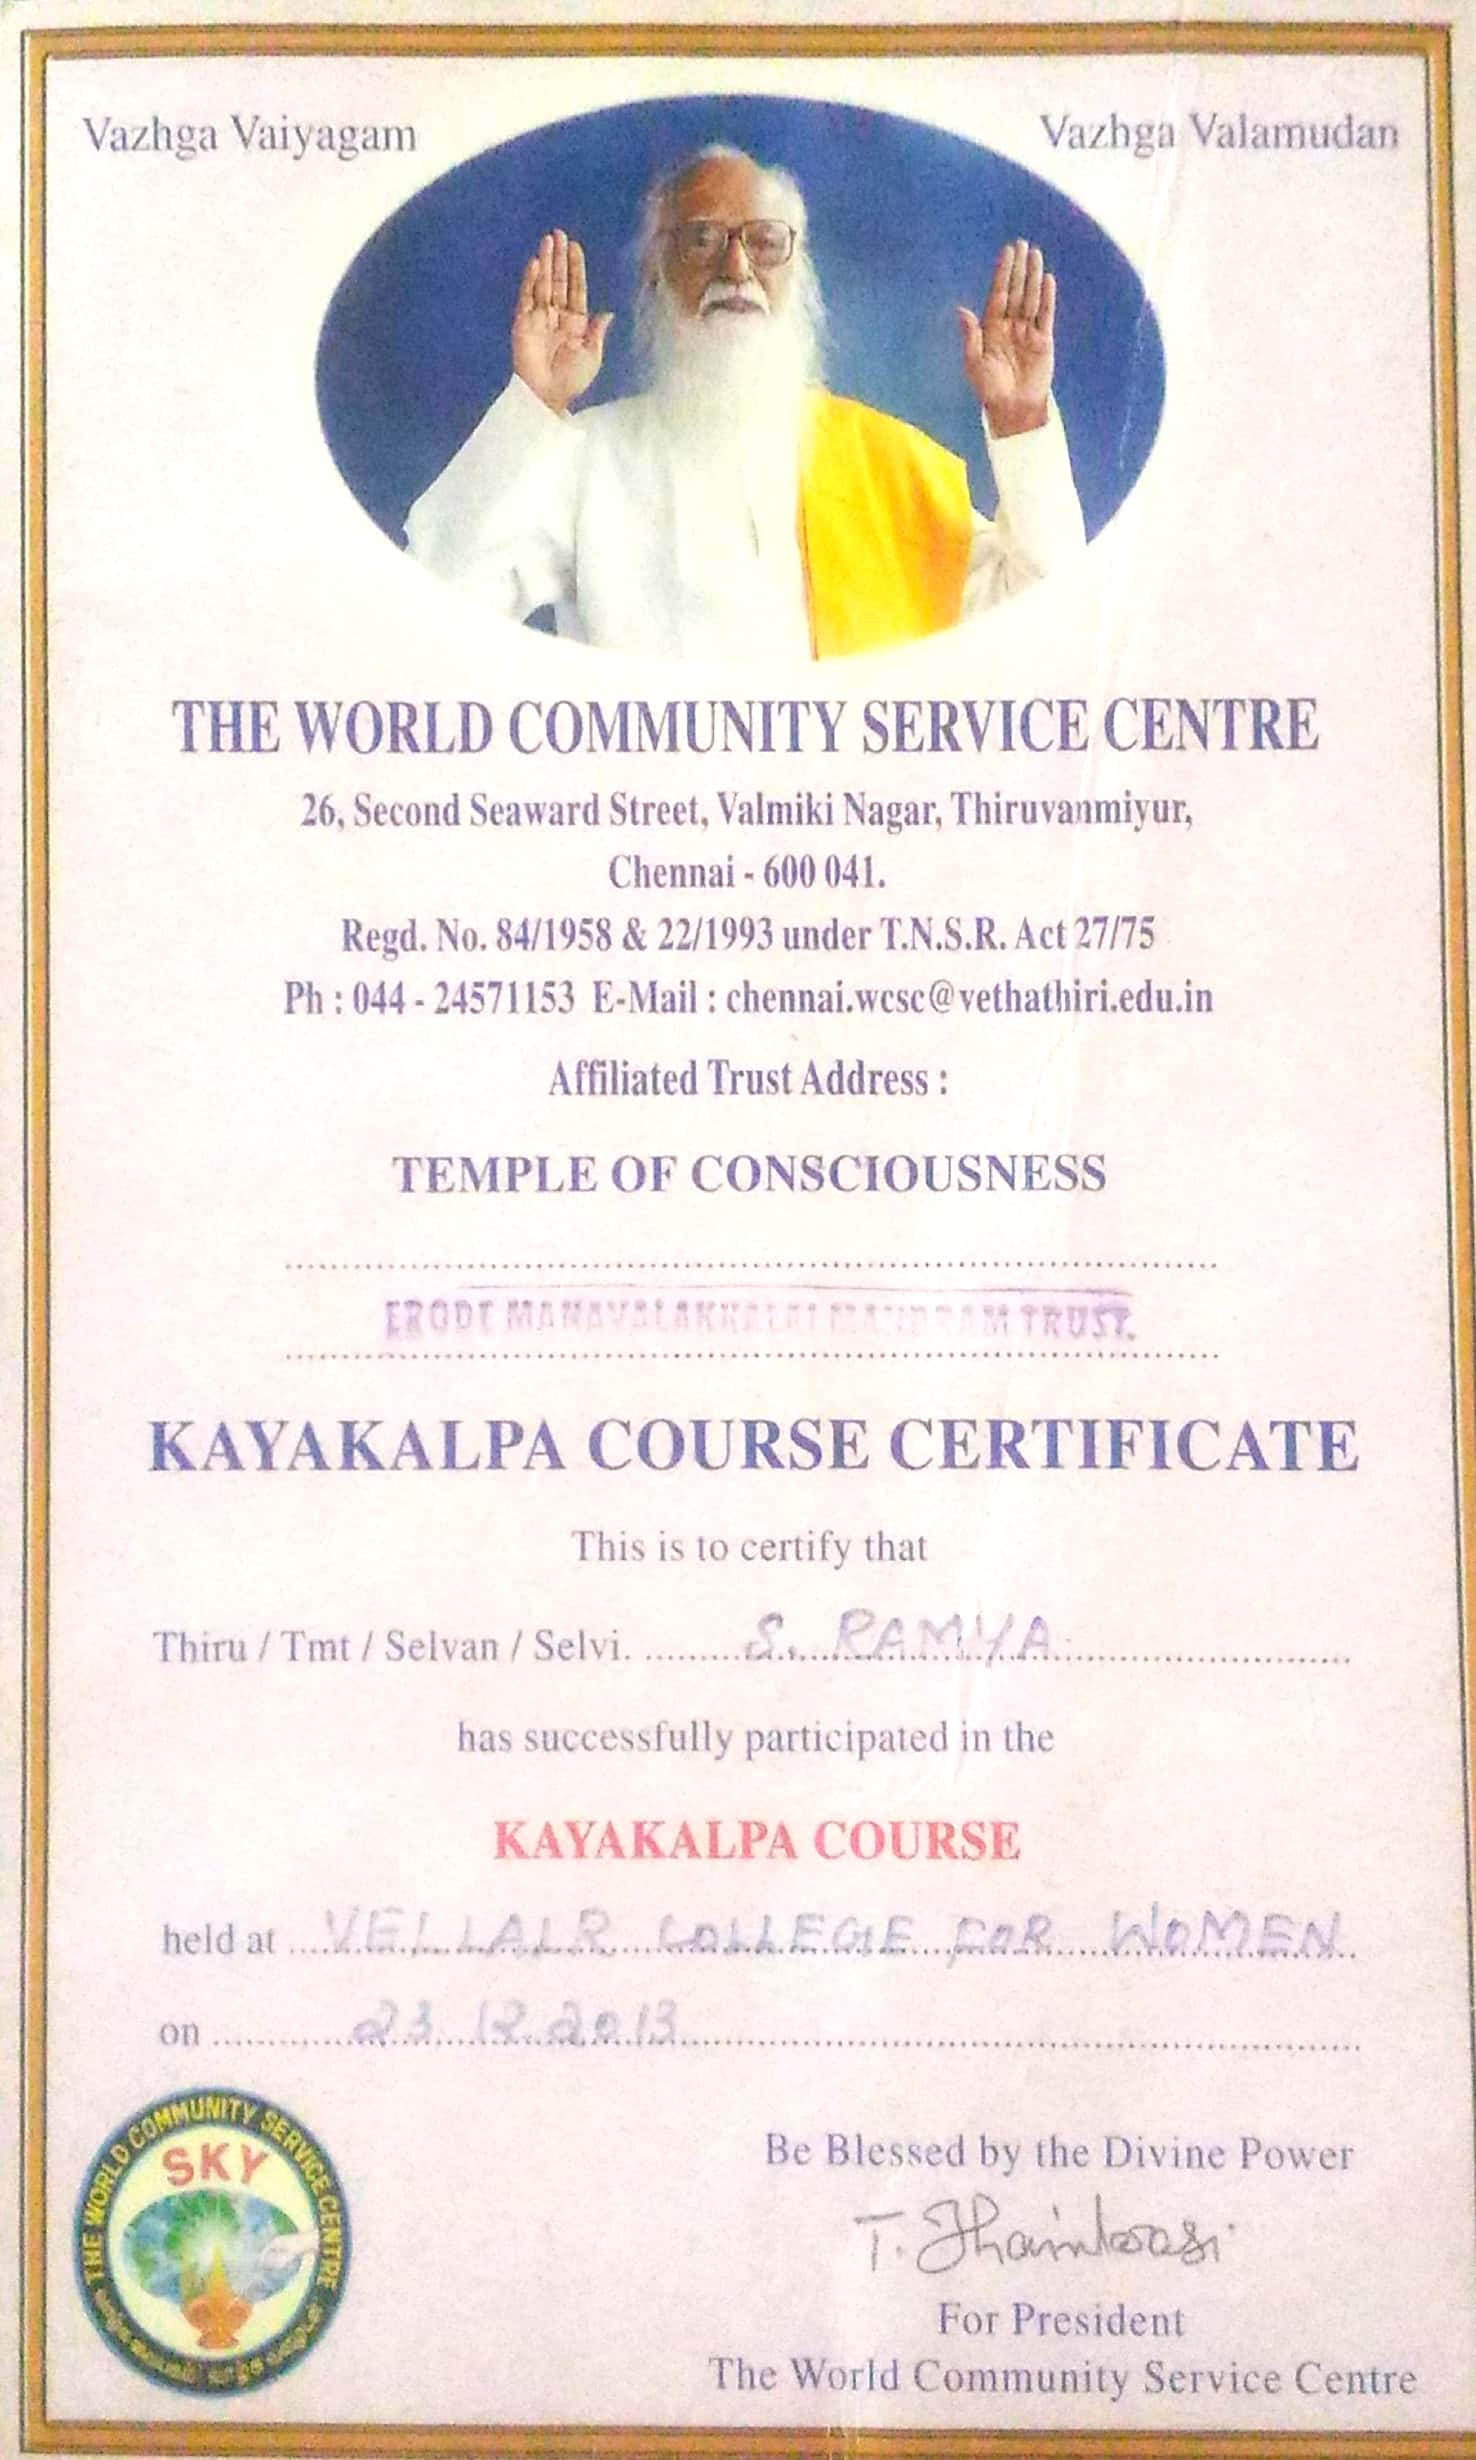 Vazhga Vaiyagam
Vazhga Valamudan
THE WORLD COMMUNITY SERVICE CENTRE
26, Second Seaward Street, Valmiki Nagar, Thiruvanmiyur,
Chennai - 600 041.
Regd. No. 84/1958 & 22/1993 under T.N.S.R. Act 27/75
Ph : 044 - 24571153 E-Mail : chennai.wcsc@vethathiri.edu.in
Affiliated Trust Address :
TEMPLE OF CONSCIOUSNESS
ERODE MANAVALAKKALAI MANDRAM TRUST.
KAYAKALPA COURSE CERTIFICATE
This is to certify that
Thiru / Tmt / Selvan / Selvi. S. RAMYA
has successfully participated in the
KAYAKALPA COURSE
held at VELLALR COLLEGE FOR WOMEN
on 23 12 2013
THE WORLD COMMUNITY SERVICE CENTRE
SKY
Be Blessed by the Divine Power
For President
The World Community Service Centre